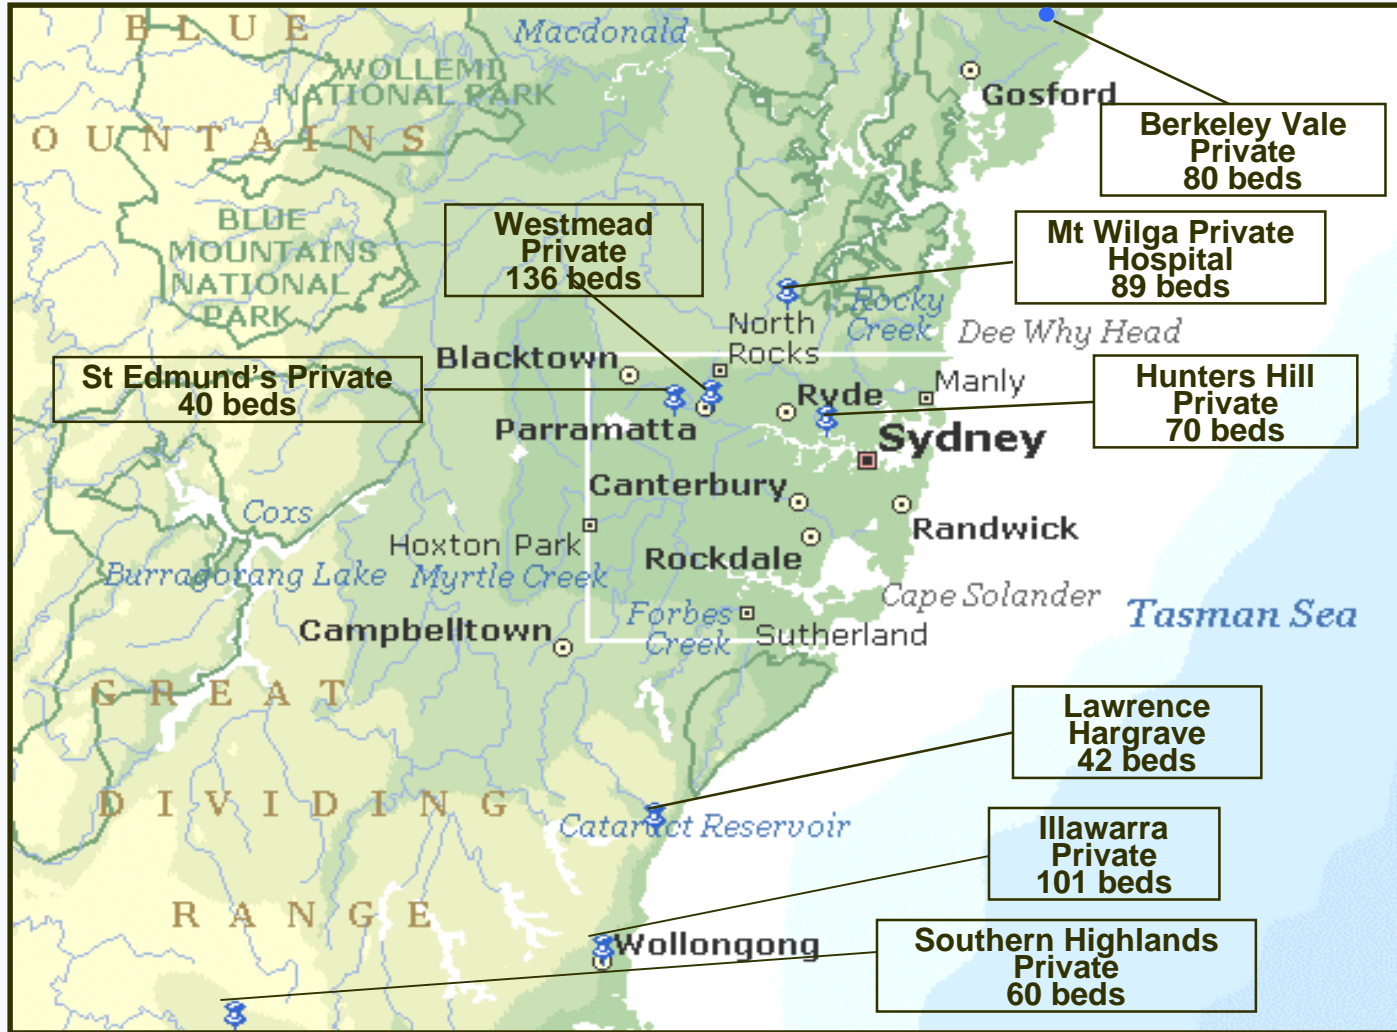 BLUE
Macdonald
WOLLEMI
NATIONAL PARK
Gosford
Berkeley Vale
Private
80 beds
OUNTAINS
BLUE
MOUNTAINS
NATIONAL
PARK
Westmead
Private
136 beds
Mt Wilga Private
Hospital
89 beds
Rocky
Creek
Dee Why Head
North
Rocks
Blacktown
St Edmund's Private
40 beds
Ryde
Manly
Hunters Hill
Private
70 beds
Parramatta
Sydney
Canterbury
Coxs
Randwick
Hoxton Park
Rockdale
Burragorang Lake
Myrtle Creek
Cape Solander
Forbes
Creek
Tasman Sea
Campbelltown
Sutherland
GREAT
Lawrence
Hargrave
42 beds
DIVIDING
Cataract Reservoir
Illawarra
Private
101 beds
RANGE
Wollongong
Southern Highlands
Private
60 beds